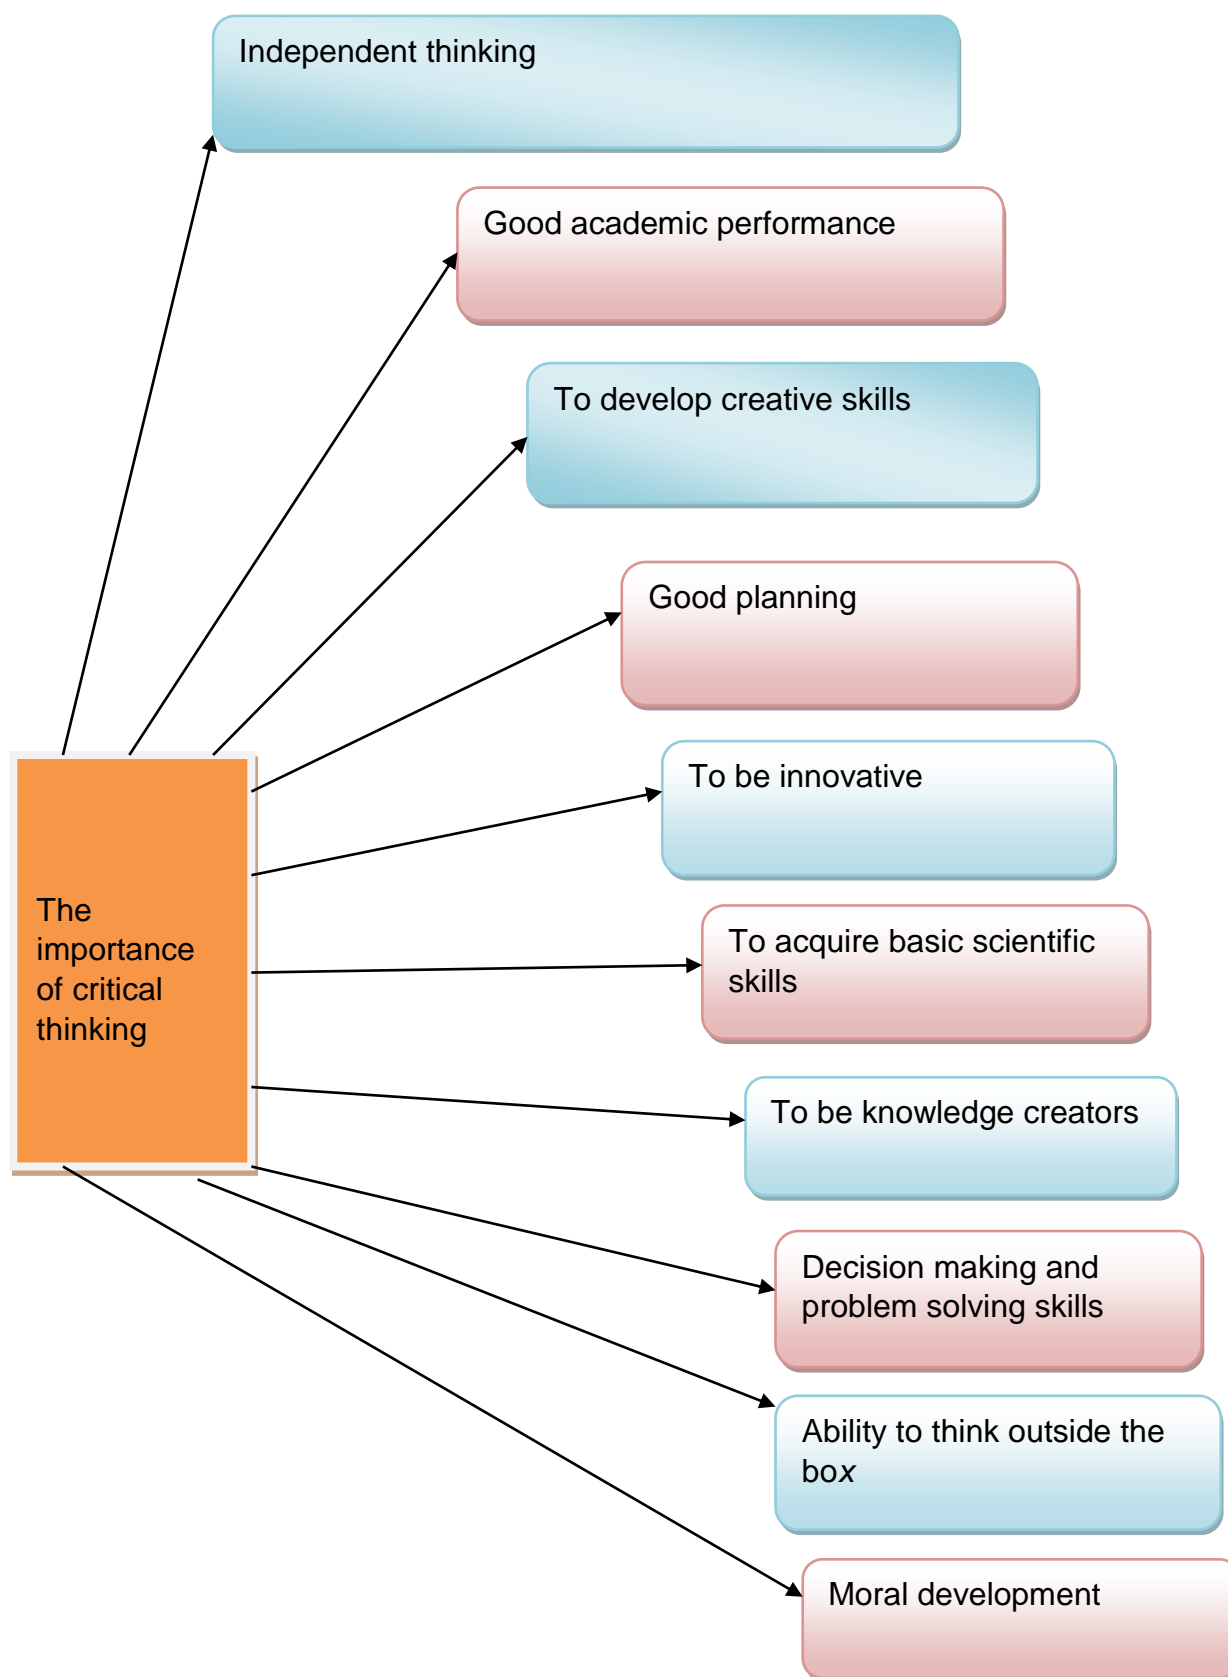 Independent thinking
Good academic performance
To develop creative skills
Good planning
To be innovative
The
importance
of critical
thinking
To acquire basic scientific
skills
To be knowledge creators
Decision making and
problem solving skills
Ability to think outside the
box
Moral development